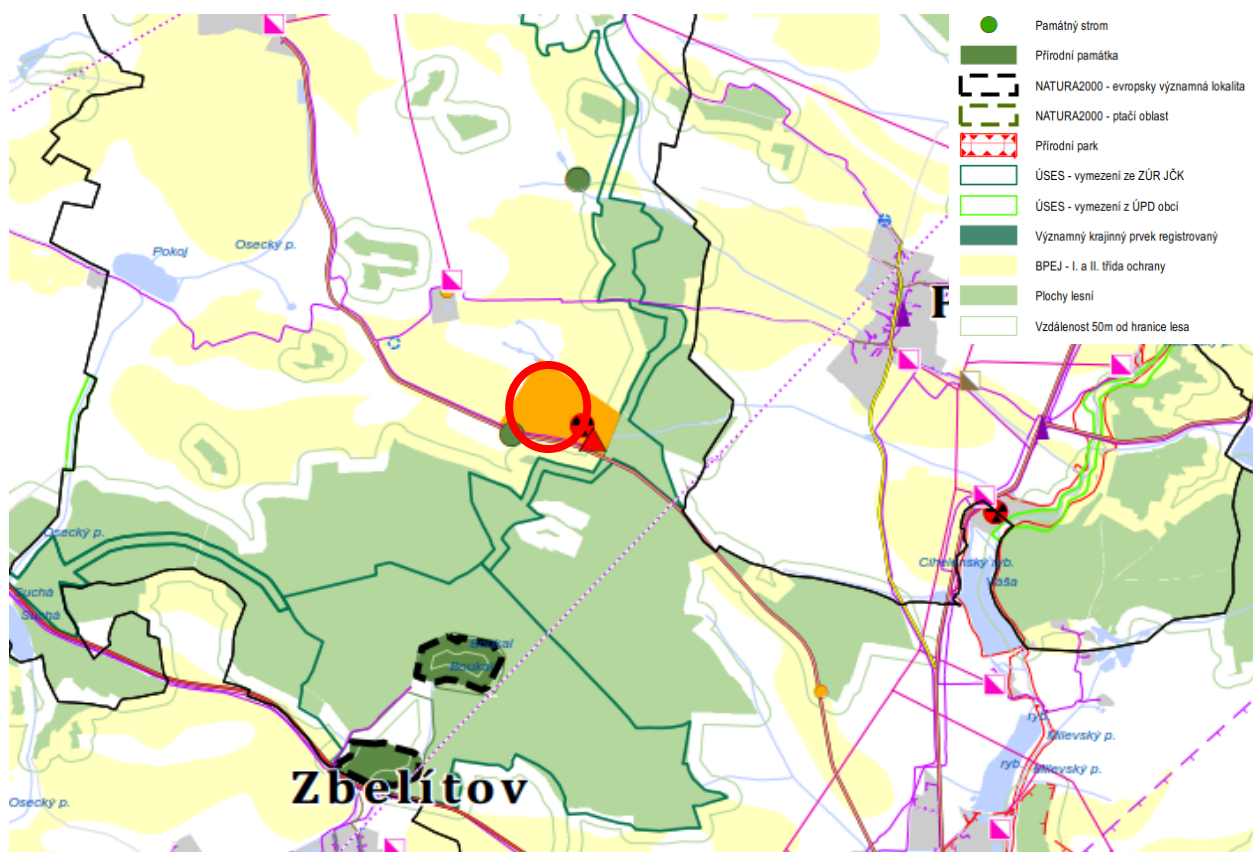 Památný strom
Přírodní památka
NATURA2000 - evropsky významná lokalita
NATURA2000 - ptačí oblast
Přírodní park
ÚSES - vymezení ze ZÚR JČK
ÚSES - vymezení z ÚPD obcí
Významný krajinný prvek registrovaný
BPEJ - I. a II. třída ochrany
Plochy lesní
Vzdálenost 50m od hranice lesa
Pokoj
Osecký p.
Osecký p.
Cihelenský ryb.
Váša
Suchá
Suchá
Boukal
Boukal
ryb.
Milevský p.
ryb.
Milevský p.
Zbelítov
Osecký p.